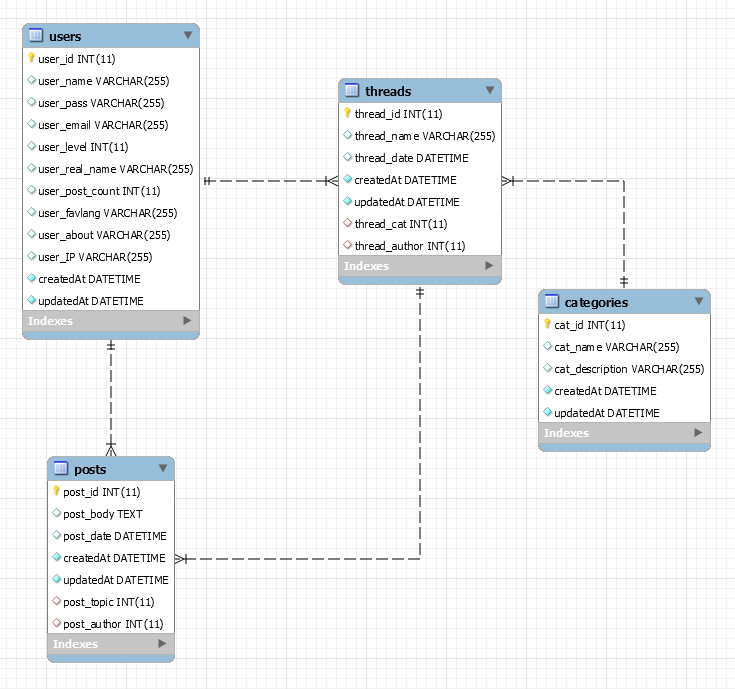 users
user_id INT(11)
user_name VARCHAR(255)
user_pass VARCHAR(255)
user_email VARCHAR(255)
user_level INT(11)
user_real_name VARCHAR(255)
user_post_count INT(11)
user_favlang VARCHAR(255)
user_about VARCHAR(255)
user_IP VARCHAR(255)
createdAt DATETIME
updatedAt DATETIME
Indexes
threads
thread_id INT(11)
thread_name VARCHAR(255)
thread_date DATETIME
createdAt DATETIME
updatedAt DATETIME
thread_cat INT(11)
thread_author INT(11)
Indexes
categories
cat_id INT(11)
cat_name VARCHAR(255)
cat_description VARCHAR(255)
createdAt DATETIME
updatedAt DATETIME
Indexes
posts
post_id INT(11)
post_body TEXT
post_date DATETIME
createdAt DATETIME
updatedAt DATETIME
post_topic INT(11)
post_author INT(11)
Indexes